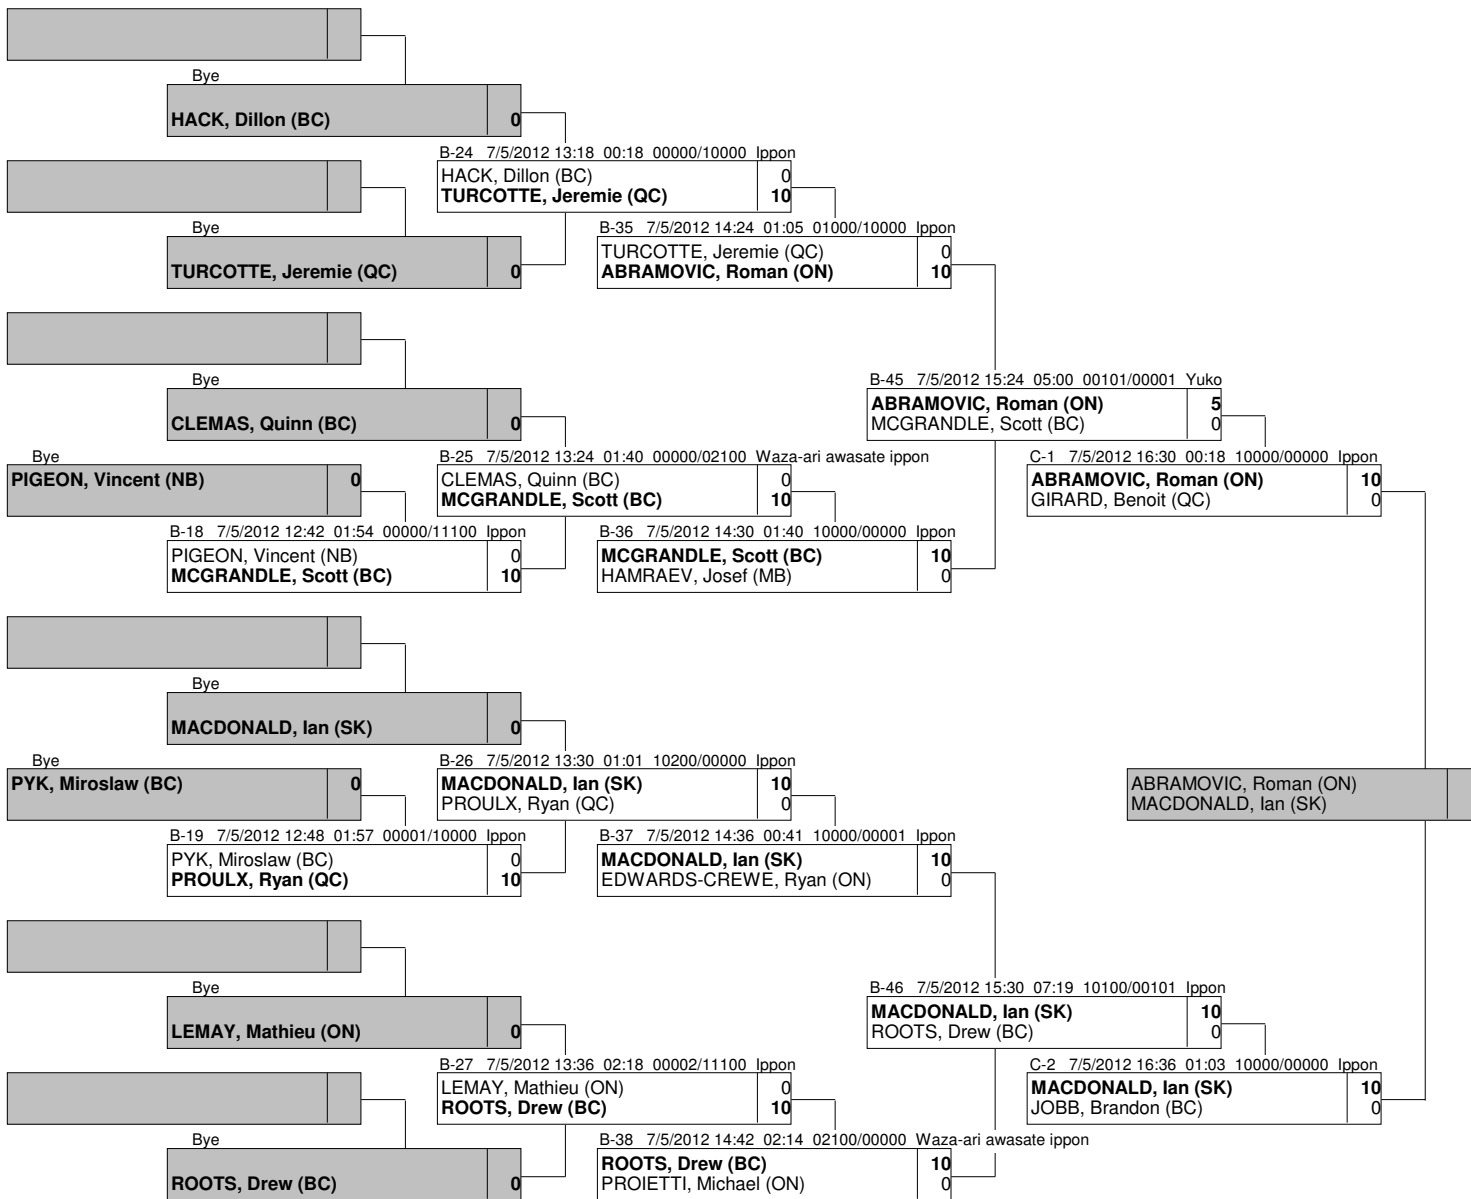 Bye
HACK, Dillon (BC) 0
B-24 7/5/2012 13:18 00:18 00000/10000 Ippon
HACK, Dillon (BC) 0
TURCOTTE, Jeremie (QC) 10
Bye
TURCOTTE, Jeremie (QC) 0
B-35 7/5/2012 14:24 01:05 01000/10000 Ippon
TURCOTTE, Jeremie (QC) 0
ABRAMOVIC, Roman (ON) 10
Bye
CLEMAS, Quinn (BC) 0
B-45 7/5/2012 15:24 05:00 00101/00001 Yuko
ABRAMOVIC, Roman (ON) 5
MCGRANDLE, Scott (BC) 0
Bye
PIGEON, Vincent (NB) 0
B-25 7/5/2012 13:24 01:40 00000/02100 Waza-ari awasate ippon
CLEMAS, Quinn (BC) 0
MCGRANDLE, Scott (BC) 10
C-1 7/5/2012 16:30 00:18 10000/00000 Ippon
ABRAMOVIC, Roman (ON) 10
GIRARD, Benoit (QC) 0
B-18 7/5/2012 12:42 01:54 00000/11100 Ippon
PIGEON, Vincent (NB) 0
MCGRANDLE, Scott (BC) 10
B-36 7/5/2012 14:30 01:40 10000/00000 Ippon
MCGRANDLE, Scott (BC) 10
HAMRAEV, Josef (MB) 0
Bye
MACDONALD, Ian (SK) 0
Bye
PYK, Miroslaw (BC) 0
B-26 7/5/2012 13:30 01:01 10200/00000 Ippon
MACDONALD, Ian (SK) 10
PROULX, Ryan (QC) 0
ABRAMOVIC, Roman (ON)
MACDONALD, Ian (SK)
B-19 7/5/2012 12:48 01:57 00001/10000 Ippon
PYK, Miroslaw (BC) 0
PROULX, Ryan (QC) 10
B-37 7/5/2012 14:36 00:41 10000/00001 Ippon
MACDONALD, Ian (SK) 10
EDWARDS-CREWE, Ryan (ON) 0
Bye
LEMAY, Mathieu (ON) 0
B-46 7/5/2012 15:30 07:19 10100/00101 Ippon
MACDONALD, Ian (SK) 10
ROOTS, Drew (BC) 0
B-27 7/5/2012 13:36 02:18 00002/11100 Ippon
LEMAY, Mathieu (ON) 0
ROOTS, Drew (BC) 10
C-2 7/5/2012 16:36 01:03 10000/00000 Ippon
MACDONALD, Ian (SK) 10
JOBB, Brandon (BC) 0
Bye
ROOTS, Drew (BC) 0
B-38 7/5/2012 14:42 02:14 02100/00000 Waza-ari awasate ippon
ROOTS, Drew (BC) 10
PROIETTI, Michael (ON) 0